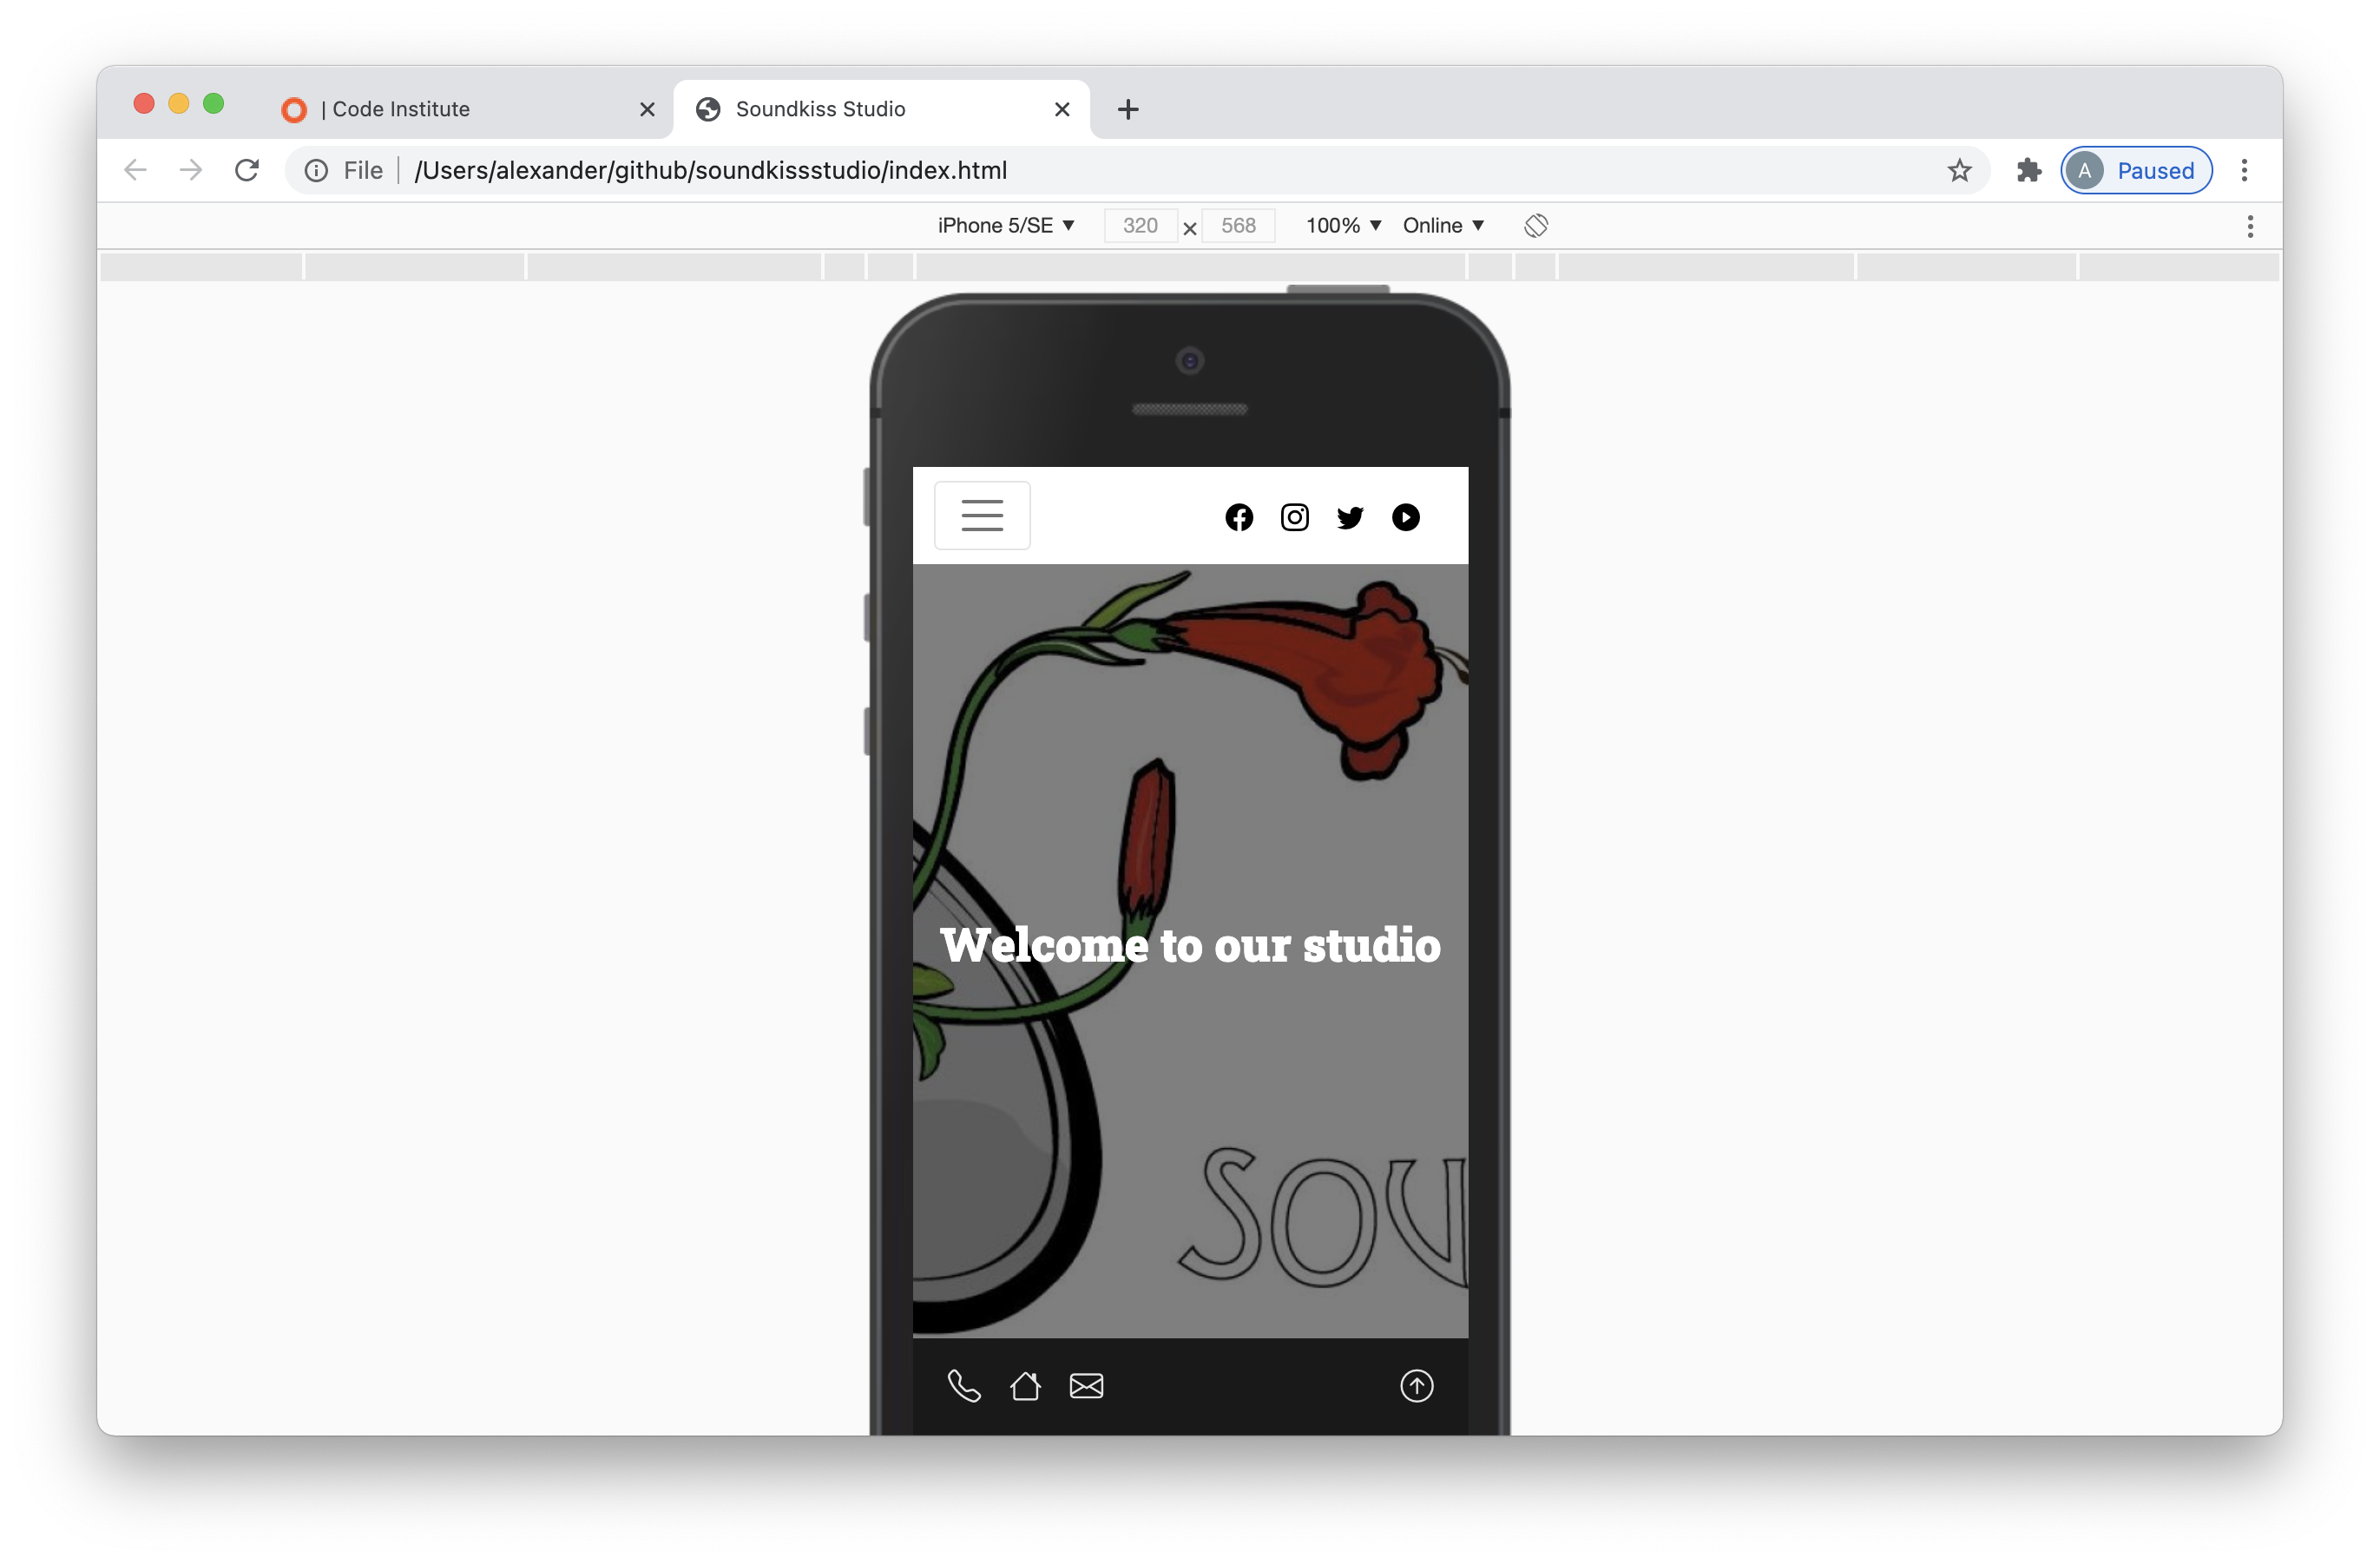 | Code Institute
Soundkiss Studio
File | /Users/alexander/github/soundkissstudio/index.html
A Paused
iPhone 5/SE 320 × 568 100% Online
Welcome to our studio
SOU